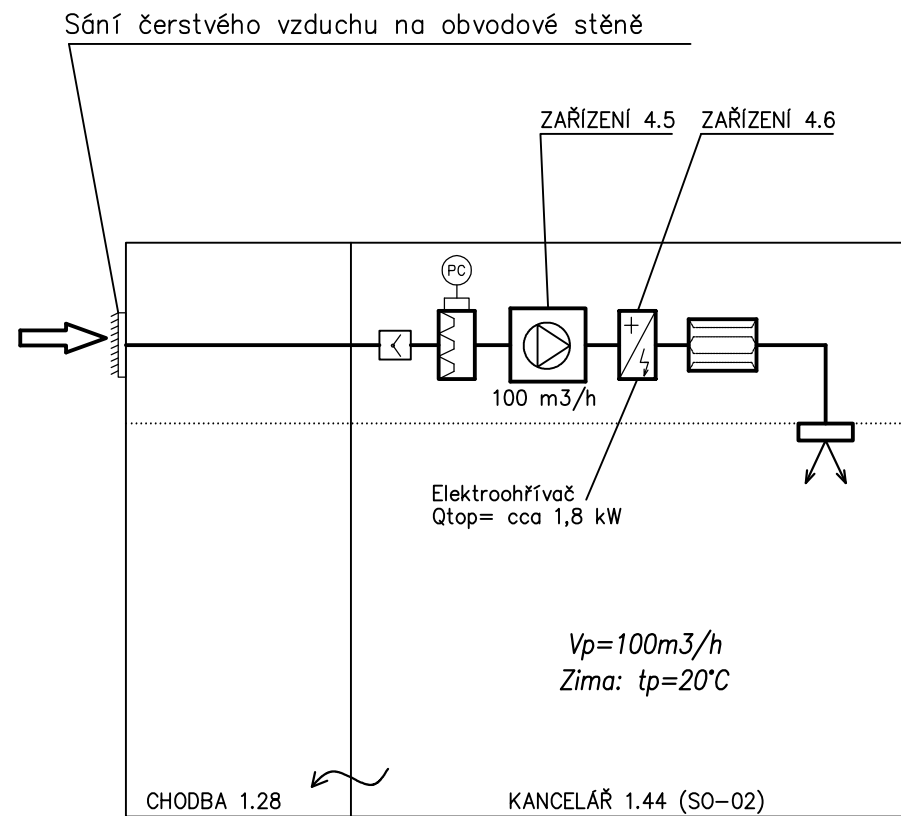 Sání čerstvého vzduchu na obvodové stěně
ZAŘÍZENÍ 4.5
ZAŘÍZENÍ 4.6
PC
100 m3/h
Elektroohřívač
Qtop= cca 1,8 kW
Vp=100m3/h
Zima: tp=20°C
CHODBA 1.28
KANCELÁŘ 1.44 (SO-02)